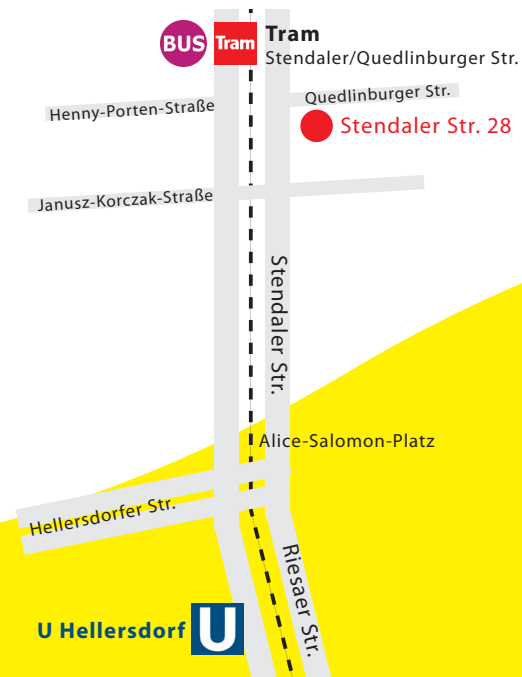 BUS Tram Tram
Stendaler/Quedlinburger Str.
Quedlinburger Str.
Henny-Porten-Straße
Stendaler Str. 28
Janusz-Korczak-Straße
Stendaler Str.
Alice-Salomon-Platz
Hellersdorfer Str.
Riesaer Str.
U Hellersdorf U